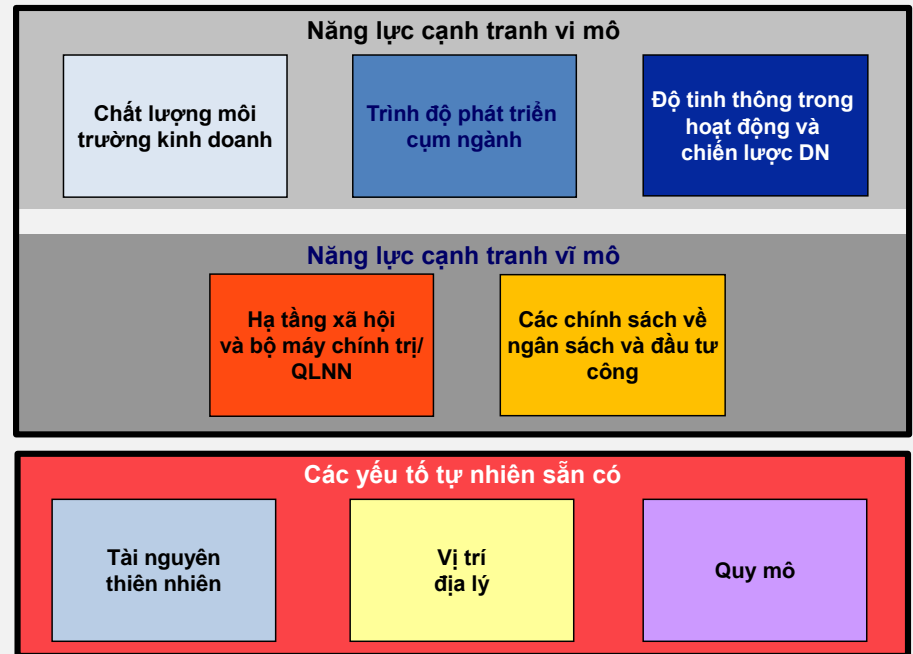 Năng lực cạnh tranh vi mô
Chất lượng môi
trường kinh doanh
Trình độ phát triển
cụm ngành
Độ tinh thông trong
hoạt động và
chiến lược DN
Năng lực cạnh tranh vĩ mô
Hạ tầng xã hội
và bộ máy chính trị/
QLNN
Các chính sách về
ngân sách và đầu tư
công
Các yếu tố tự nhiên sẵn có
Tài nguyên
thiên nhiên
Vị trí
địa lý
Quy mô